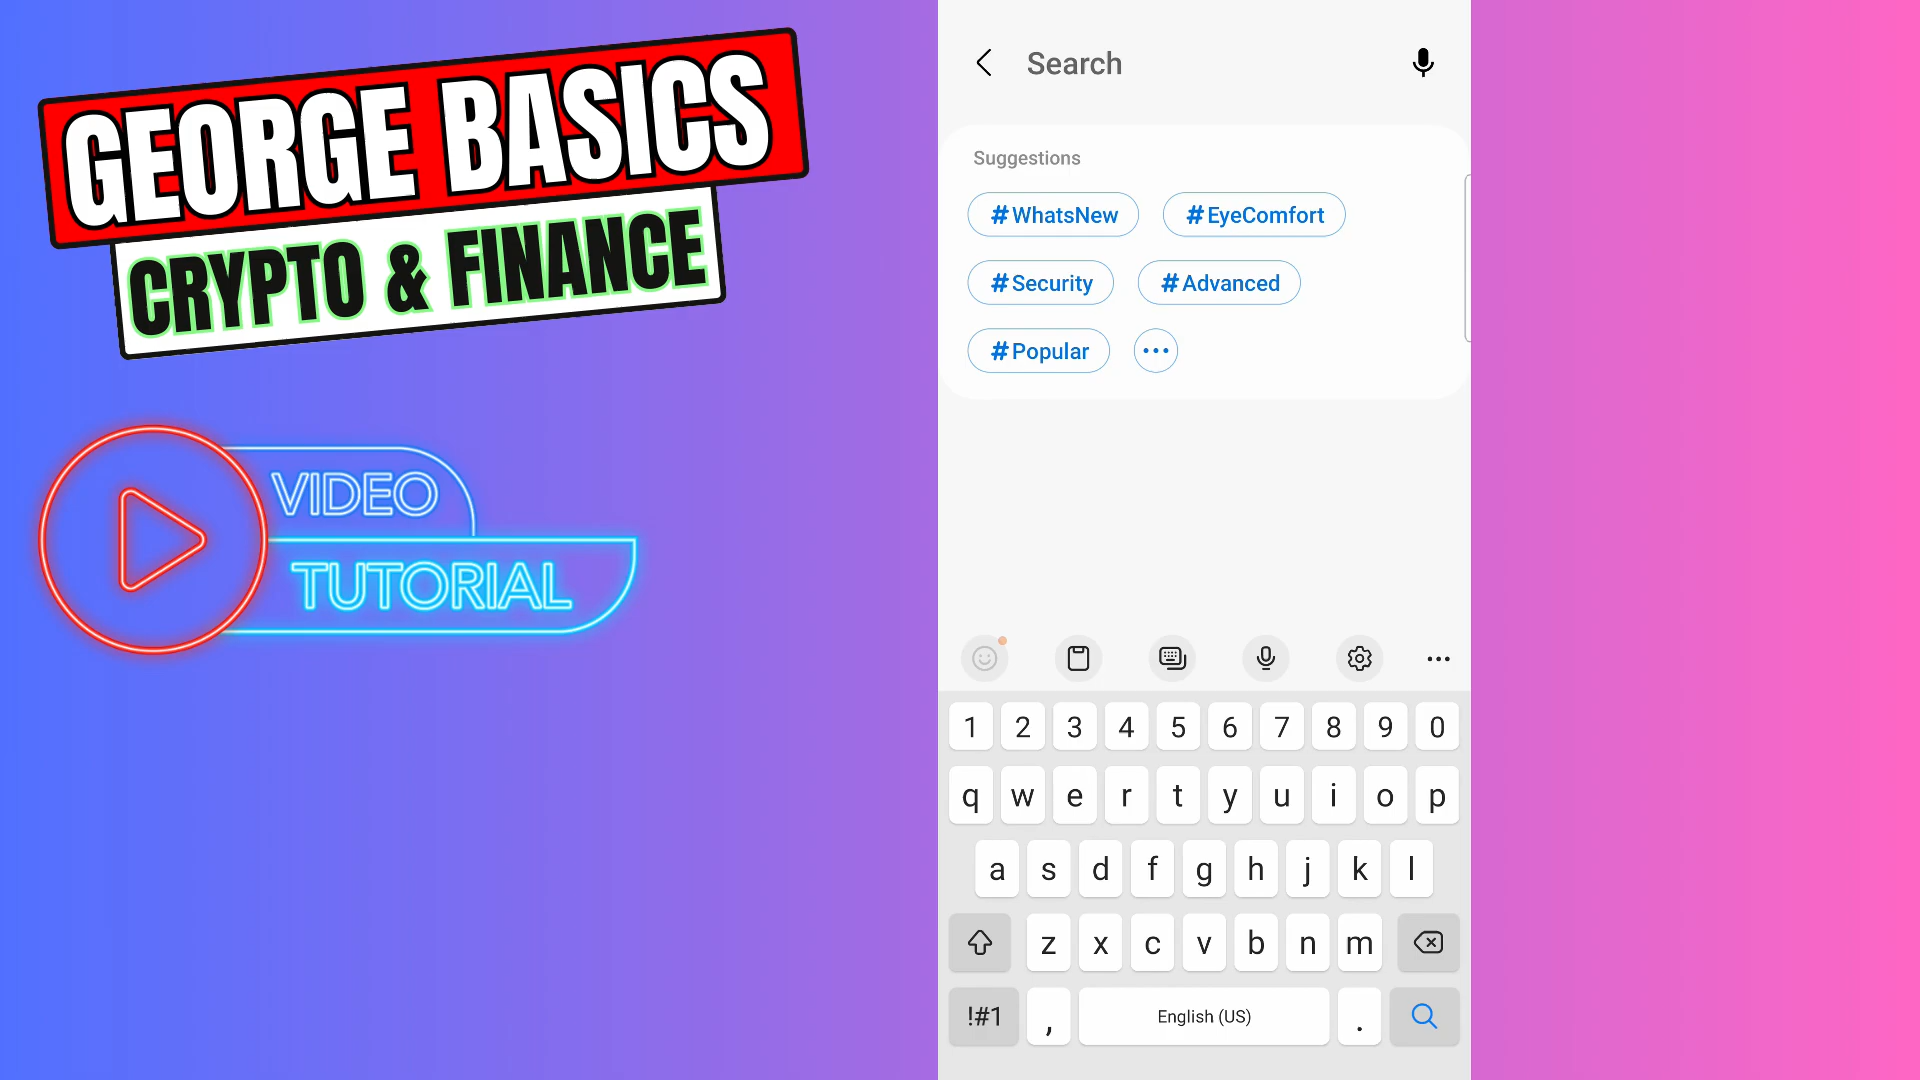 GEORGE BASICS
CRYPTO & FINANCE
VIDEO
TUTORIAL
Search
Suggestions
#WhatsNew #EyeComfort
#Security #Advanced
#Popular
1 2 3 4 5 6 7 8 9 0
q w e r t y u i o p
a s d f g h j k l
z x c v b n m
!#1 , English (US) .